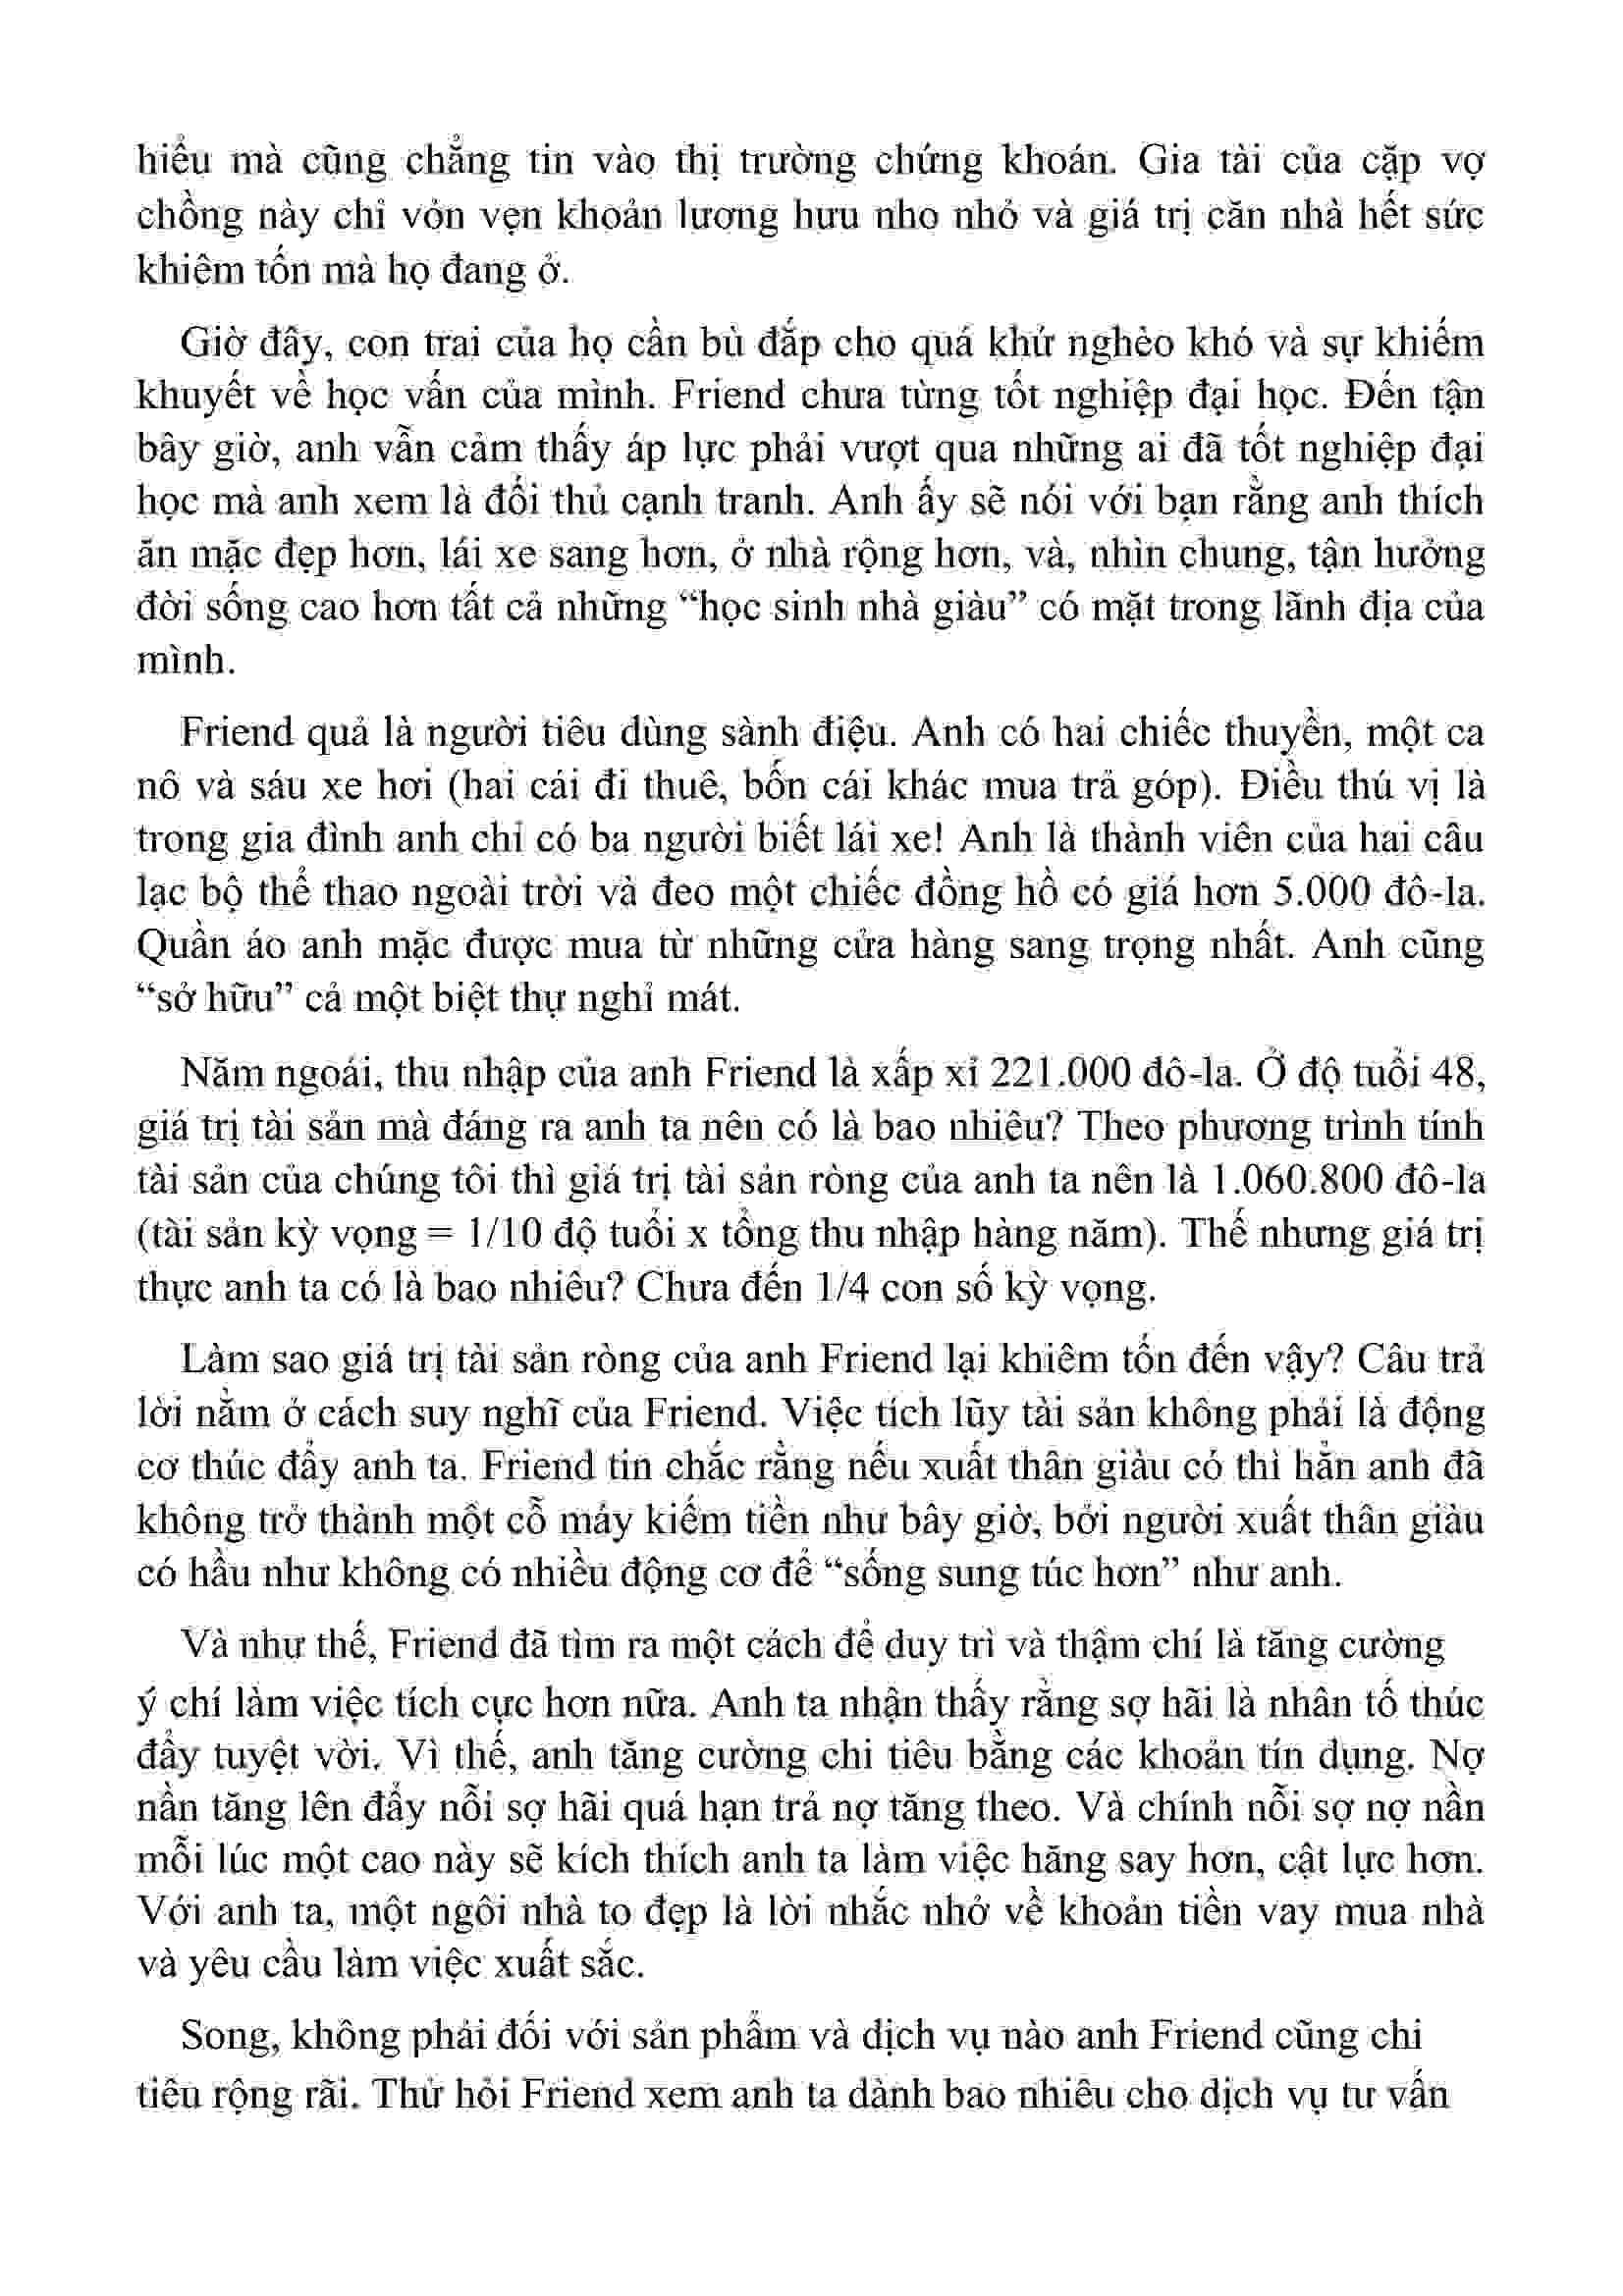 hiểu mà cũng chẳng tin vào thị trường chứng khoán. Gia tài của cặp vợ
chồng này chỉ vỏn vẹn khoản lương hưu nho nhỏ và giá trị căn nhà hết sức
khiêm tốn mà họ đang ở.
Giờ đây, con trai của họ cần bù đắp cho quá khứ nghèo khó và sự khiếm
khuyết về học vấn của mình. Friend chưa từng tốt nghiệp đại học. Đến tận
bây giờ, anh vẫn cảm thấy áp lực phải vượt qua những ai đã tốt nghiệp đại
học mà anh xem là đối thủ cạnh tranh. Anh ấy sẽ nói với bạn rằng anh thích
ăn mặc đẹp hơn, lái xe sang hơn, ở nhà rộng hơn, và, nhìn chung, tận hưởng
đời sống cao hơn tất cả những “học sinh nhà giàu” có mặt trong lãnh địa của
mình.
Friend quả là người tiêu dùng sành điệu. Anh có hai chiếc thuyền, một ca
nô và sáu xe hơi (hai cái đi thuê, bốn cái khác mua trả góp). Điều thú vị là
trong gia đình anh chỉ có ba người biết lái xe! Anh là thành viên của hai câu
lạc bộ thể thao ngoài trời và đeo một chiếc đồng hồ có giá hơn 5.000 đô-la.
Quần áo anh mặc được mua từ những cửa hàng sang trọng nhất. Anh cũng
“sở hữu” cả một biệt thự nghỉ mát.
Năm ngoái, thu nhập của anh Friend là xấp xỉ 221.000 đô-la. Ở độ tuổi 48,
giá trị tài sản mà đáng ra anh ta nên có là bao nhiêu? Theo phương trình tính
tài sản của chúng tôi thì giá trị tài sản ròng của anh ta nên là 1.060.800 đô-la
(tài sản kỳ vọng = 1/10 độ tuổi x tổng thu nhập hàng năm). Thế nhưng giá trị
thực anh ta có là bao nhiêu? Chưa đến 1/4 con số kỳ vọng.
Làm sao giá trị tài sản ròng của anh Friend lại khiêm tốn đến vậy? Câu trả
lời nằm ở cách suy nghĩ của Friend. Việc tích lũy tài sản không phải là động
cơ thúc đẩy anh ta. Friend tin chắc rằng nếu xuất thân giàu có thì hẳn anh đã
không trở thành một cỗ máy kiếm tiền như bây giờ, bởi người xuất thân giàu
có hầu như không có nhiều động cơ để “sống sung túc hơn” như anh.
Và như thế, Friend đã tìm ra một cách để duy trì và thậm chí là tăng cường
ý chí làm việc tích cực hơn nữa. Anh ta nhận thấy rằng sợ hãi là nhân tố thúc
đẩy tuyệt vời. Vì thế, anh tăng cường chi tiêu bằng các khoản tín dụng. Nợ
nần tăng lên đẩy nỗi sợ hãi quá hạn trả nợ tăng theo. Và chính nỗi sợ nợ nần
mỗi lúc một cao này sẽ kích thích anh ta làm việc hăng say hơn, cật lực hơn.
Với anh ta, một ngôi nhà to đẹp là lời nhắc nhở về khoản tiền vay mua nhà
và yêu cầu làm việc xuất sắc.
Song, không phải đối với sản phẩm và dịch vụ nào anh Friend cũng chi
tiêu rộng rãi. Thử hỏi Friend xem anh ta dành bao nhiêu cho dịch vụ tư vấn